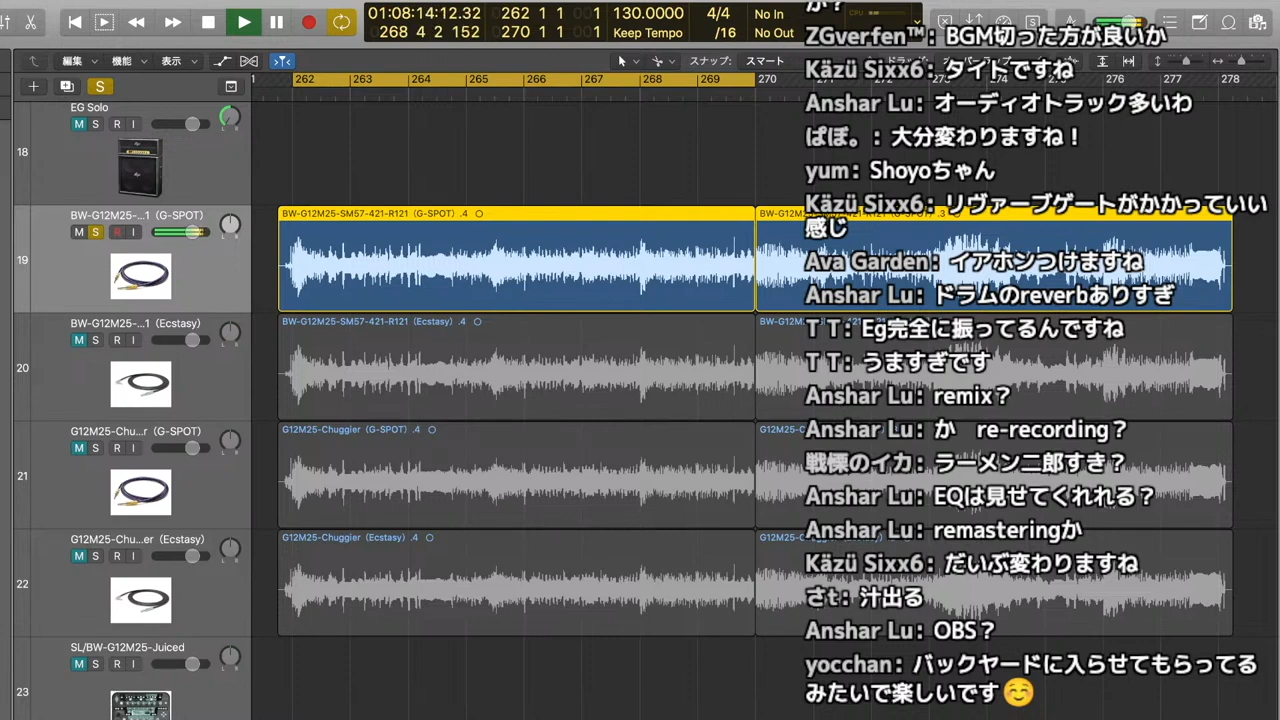 01:08:14:12.32
268 4 2 152
262 1 1 001
270 1 1 001
130.0000
Keep Tempo
4/4
/16
No In
No Out
CPU
か？
ZGverfen™: BGM切った方が良いか
Käzü Sixx6: タイトですね
Anshar Lu: オーディオトラック多いわ
ぱぽ。: 大分変わりますね！
yum: Shoyoちゃん
Käzü Sixx6: リヴァーブゲートがかかっていい
感じ
Ava Garden: イアホンつけますね
Anshar Lu: ドラムのreverbありすぎ
T T: Eg完全に振ってるんですね
T T: うますぎです
Anshar Lu: remix？
Anshar Lu: か　re-recording？
戦慄のイカ: ラーメン二郎すき？
Anshar Lu: EQは見せてくれれる？
Anshar Lu: remasteringか
Käzü Sixx6: だいぶ変わりますね
さt: 汁出る
Anshar Lu: OBS？
yocchan: バックヤードに入らせてもらってる
みたいで楽しいです☺️
編集
機能
表示
スナップ: スマート
S
1 262 263 264 265 266 267 268 269 270 276 277 278
18
EG Solo
M S R I
L R
19
BW-G12M25-...1（G-SPOT）
M S R I
L R
BW-G12M25-SM57-421-R121（G-SPOT）.4
20
BW-G12M25-...1（Ecstasy）
M S R I
L R
BW-G12M25-SM57-421-R121（Ecstasy）.4
21
G12M25-Chu...r（G-SPOT）
M S R I
L R
G12M25-Chuggier（G-SPOT）.4
22
G12M25-Chu...er（Ecstasy）
M S R I
L R
G12M25-Chuggier（Ecstasy）.4
23
SL/BW-G12M25-Juiced
M S R I
L R